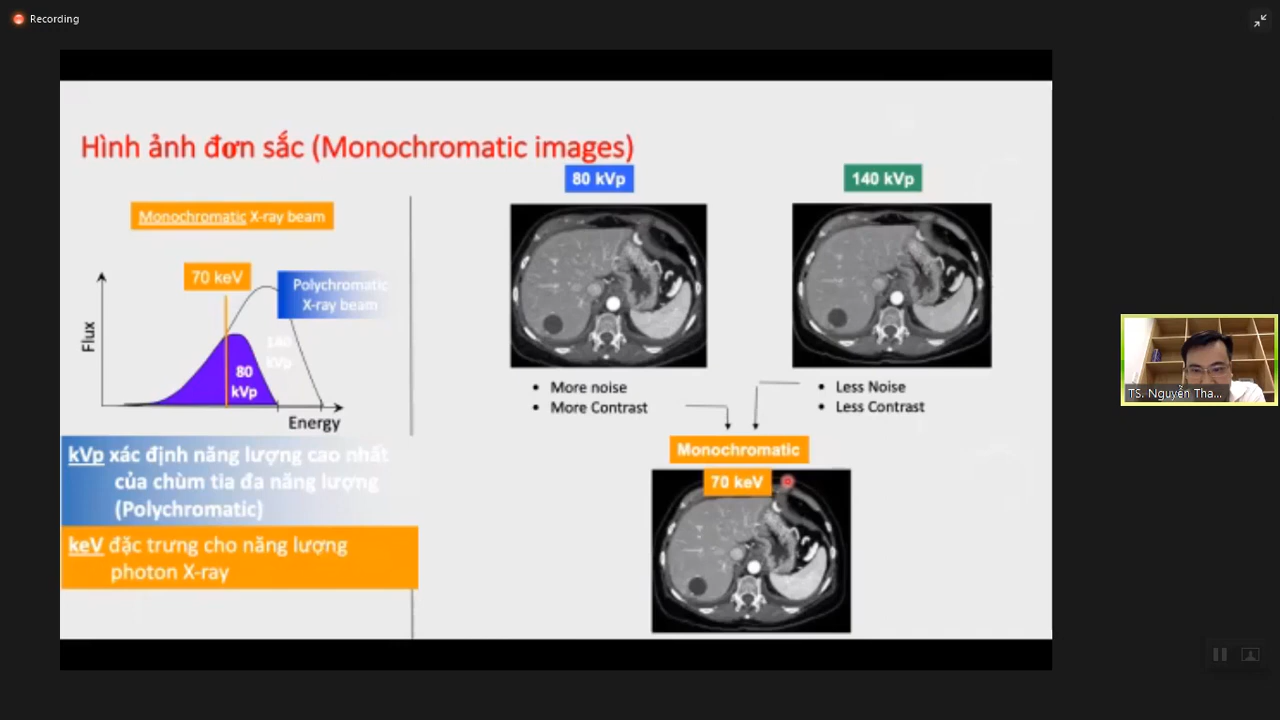 Recording
Hình ảnh đơn sắc (Monochromatic images)
80 kVp
140 kVp
Monochromatic X-ray beam
70 keV
Polychromatic
X-ray beam
Flux
140
kVp
80
kVp
Energy
• More noise
• More Contrast
• Less Noise
• Less Contrast
Monochromatic
70 keV
kVp xác định năng lượng cao nhất
của chùm tia đa năng lượng
(Polychromatic)
keV đặc trưng cho năng lượng
photon X-ray
TS. Nguyễn Tha...